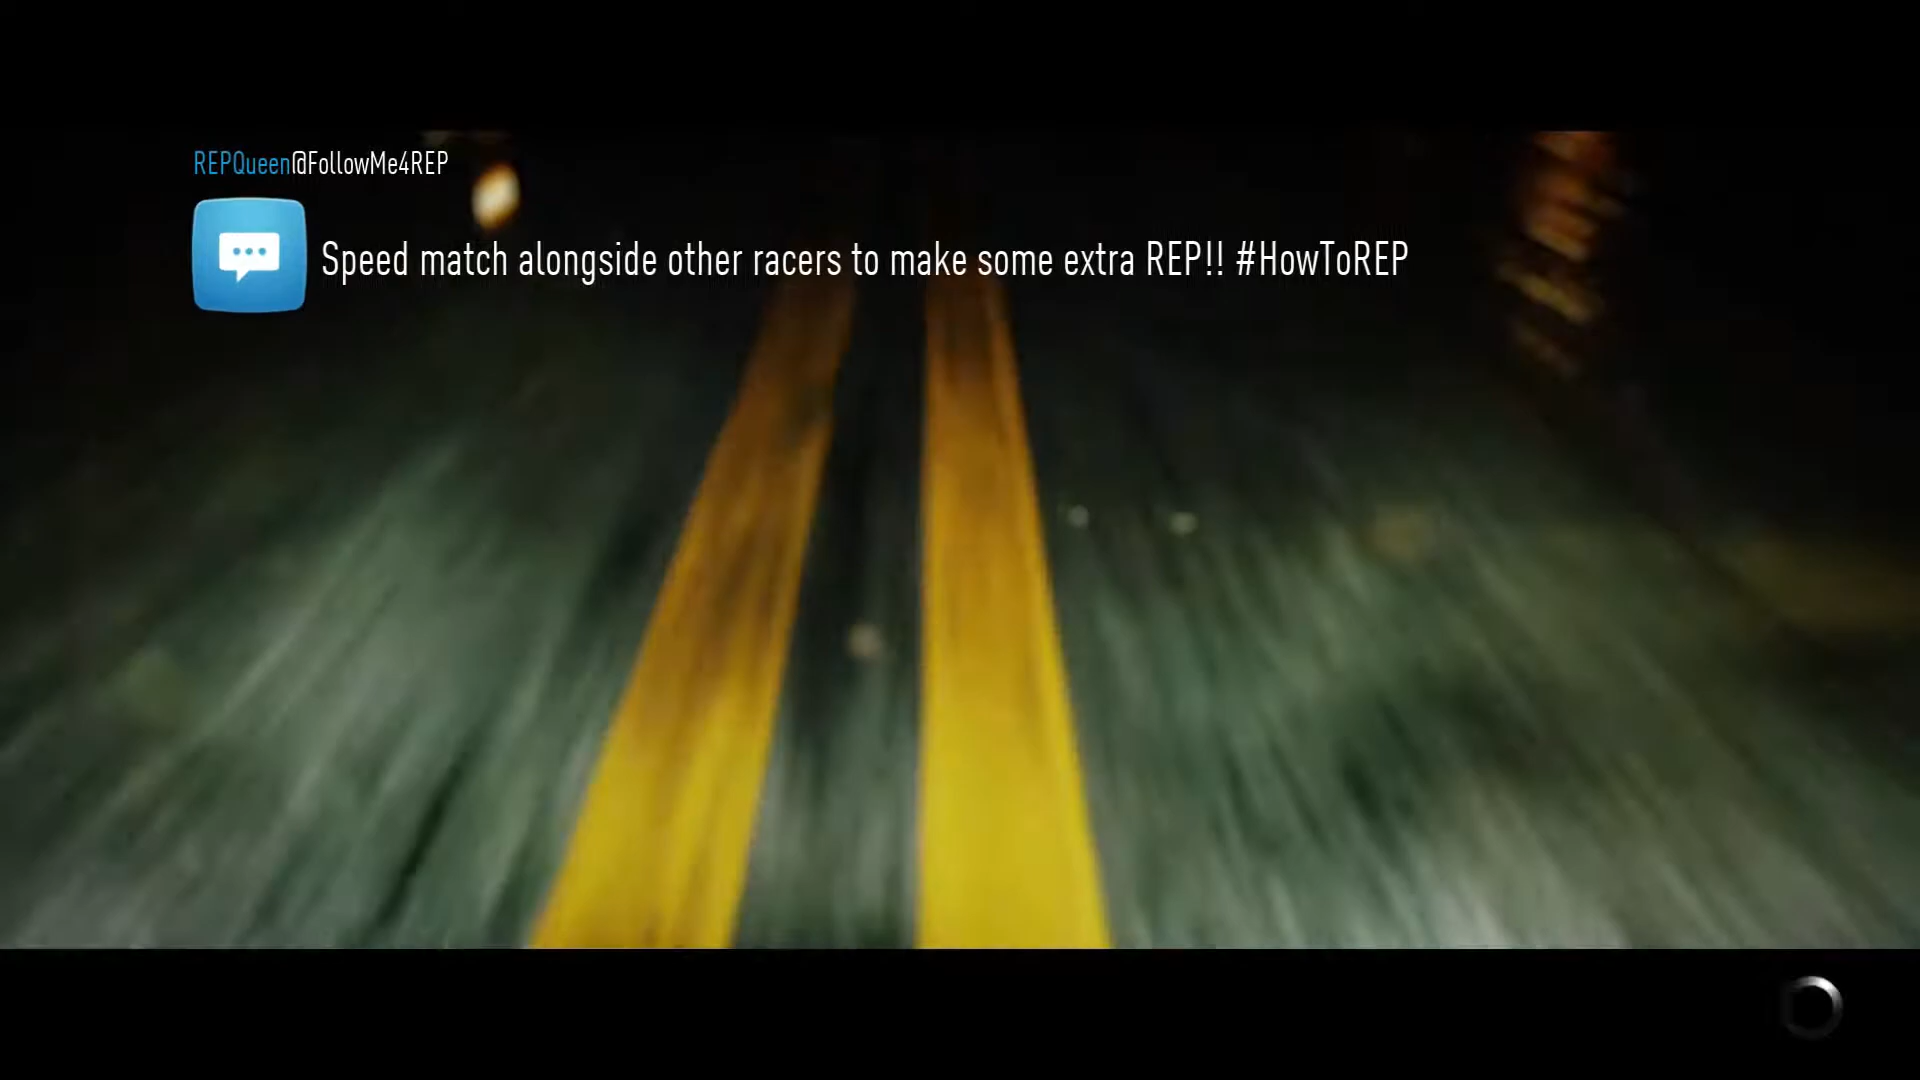 REPQueen@FollowMe4REP
Speed match alongside other racers to make some extra REP!! #HowToREP